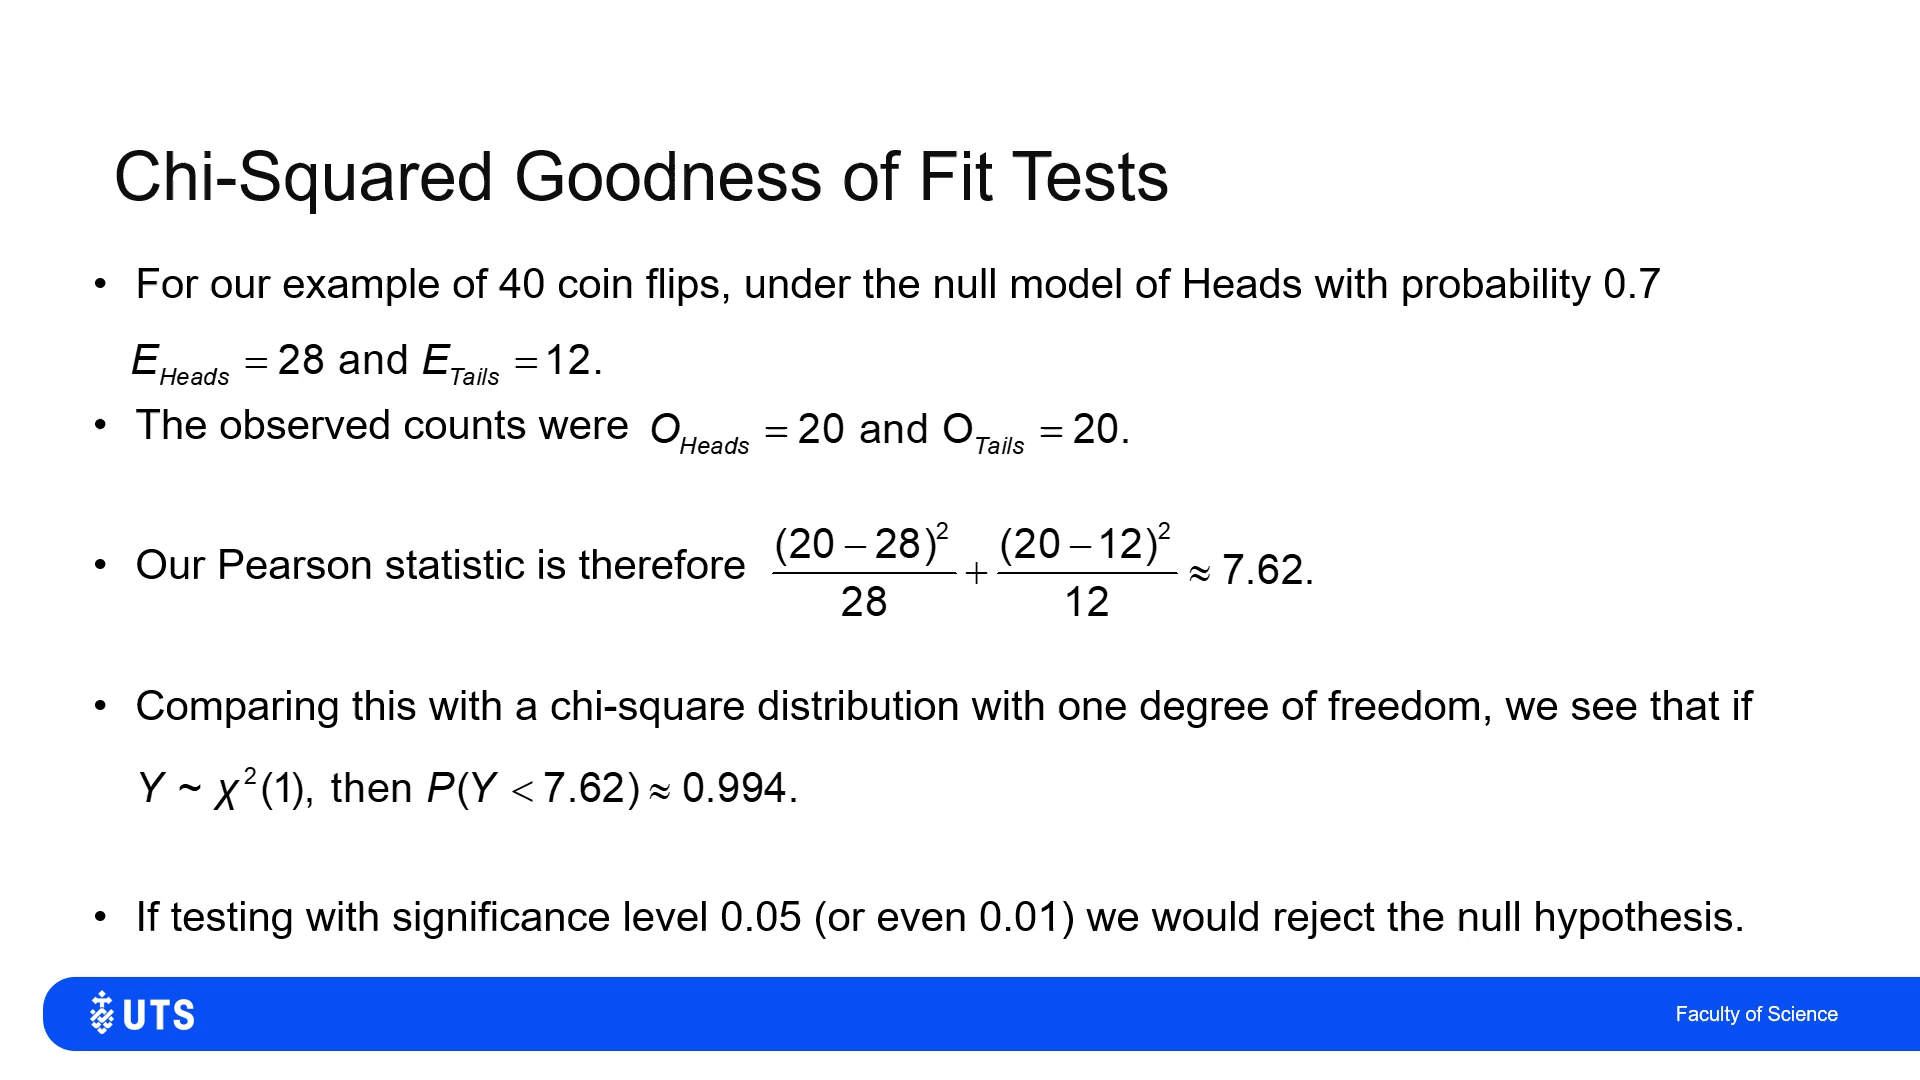 Chi-Squared Goodness of Fit Tests
• For our example of 40 coin flips, under the null model of Heads with probability 0.7
E_Heads = 28 and E_Tails = 12.
• The observed counts were O_Heads = 20 and O_Tails = 20.
• Our Pearson statistic is therefore (20 − 28)²/28 + (20 − 12)²/12 ≈ 7.62.
• Comparing this with a chi-square distribution with one degree of freedom, we see that if
Y ~ χ²(1), then P(Y < 7.62) ≈ 0.994.
• If testing with significance level 0.05 (or even 0.01) we would reject the null hypothesis.
UTS
Faculty of Science